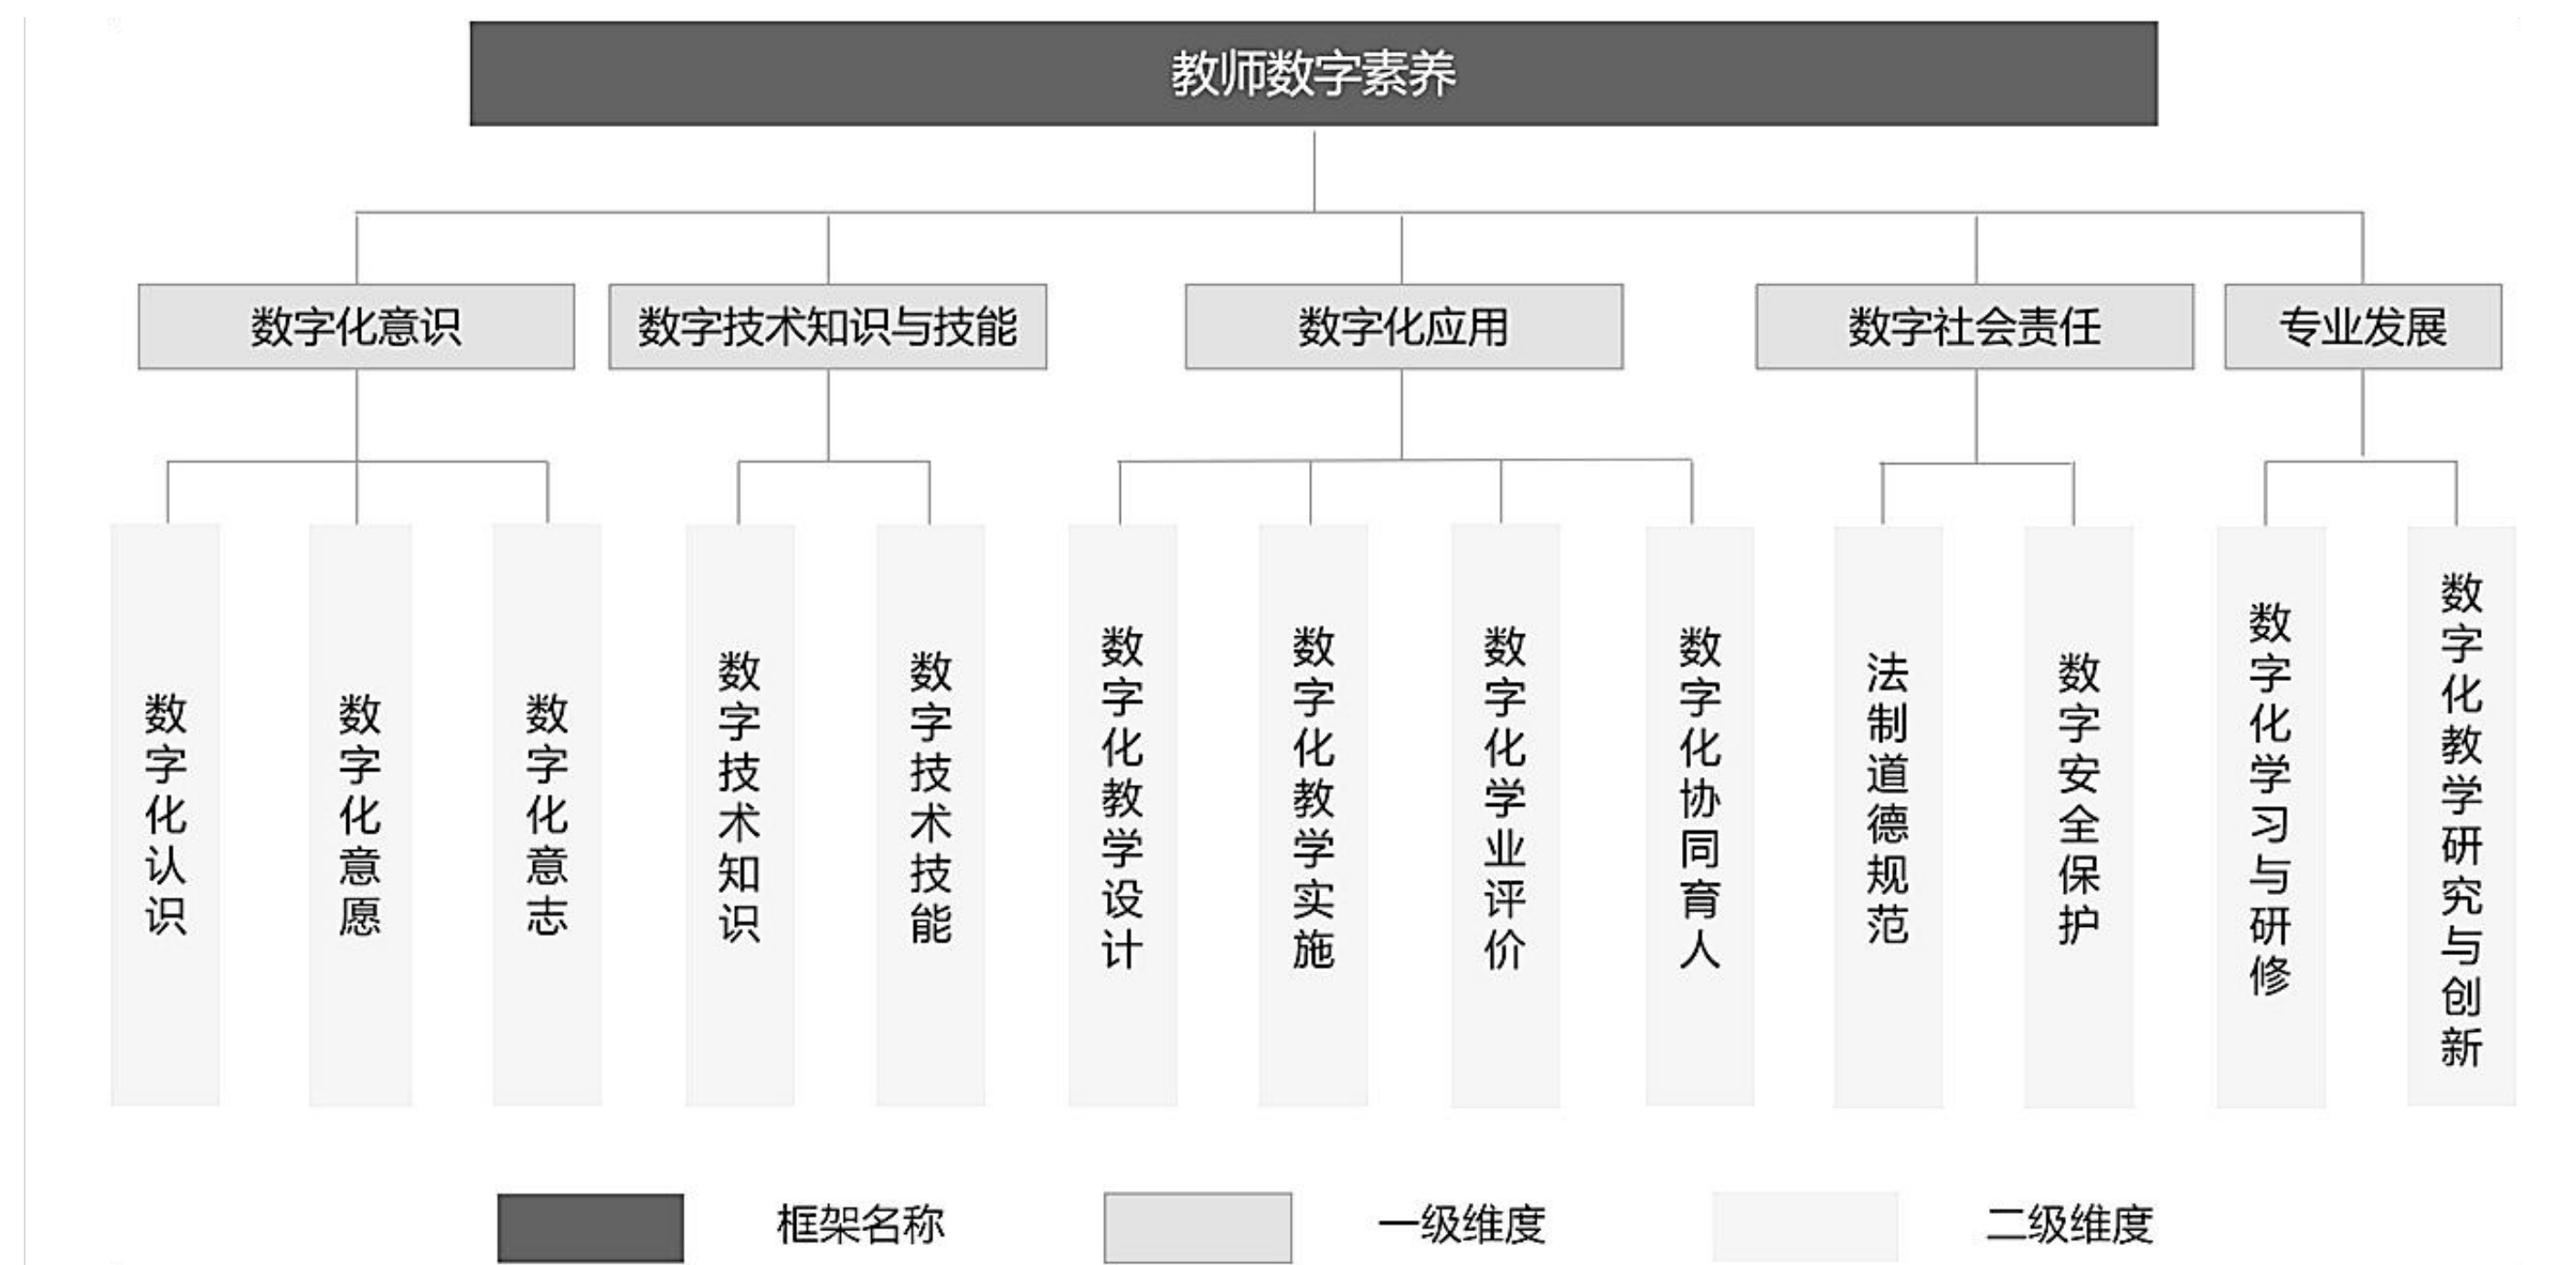 教师数字素养
数字化意识
数字技术知识与技能
数字化应用
数字社会责任
专业发展
数字化认识
数字化意愿
数字化意志
数字技术知识
数字技术技能
数字化教学设计
数字化教学实施
数字化学业评价
数字化协同育人
法制道德规范
数字安全保护
数字化学习与研修
数字化教学研究与创新
框架名称
一级维度
二级维度